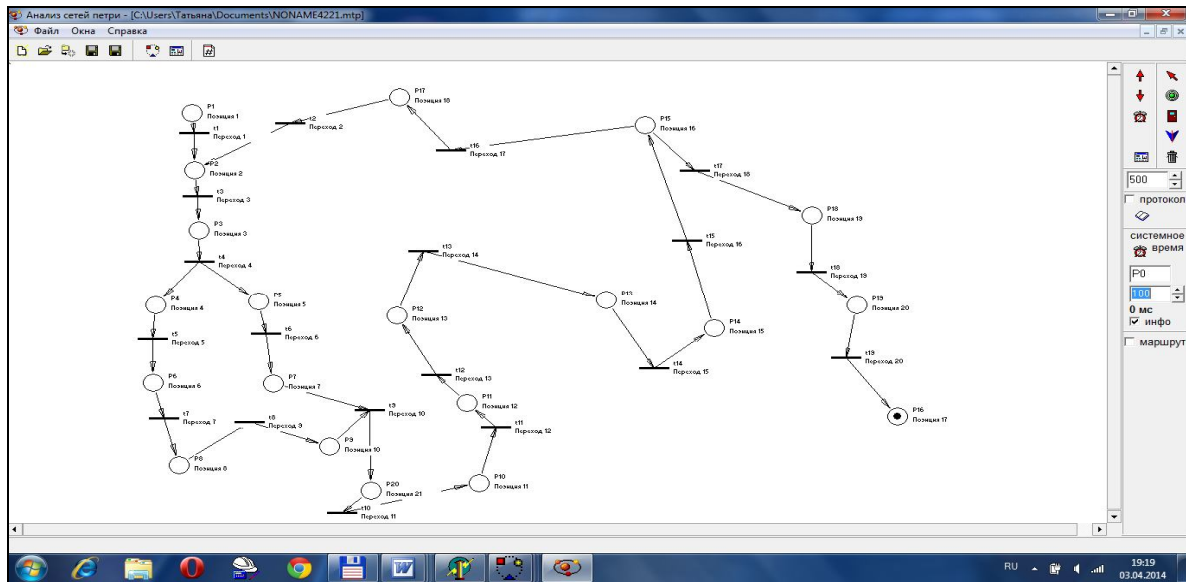 Анализ сетей петри - [C:\Users\Татьяна\Documents\NONAME4221.mtp]
Файл Окна Справка
P1
Позиция 1
t1
Переход 1
P2
Позиция 2
t3
Переход 3
P3
Позиция 3
t4
Переход 4
P4
Позиция 4
P5
Позиция 5
t5
Переход 5
t6
Переход 6
P6
Позиция 6
P7
Позиция 7
t7
Переход 7
t8
Переход 9
P8
Позиция 8
P9
Позиция 10
t9
Переход 10
P20
Позиция 21
t10
Переход 11
P10
Позиция 11
t11
Переход 12
P11
Позиция 12
t12
Переход 13
P12
Позиция 13
t13
Переход 14
P13
Позиция 14
t14
Переход 15
P14
Позиция 15
t15
Переход 16
P15
Позиция 16
t16
Переход 17
P17
Позиция 18
t2
Переход 2
t17
Переход 18
P18
Позиция 19
t18
Переход 19
P19
Позиция 20
t19
Переход 20
P16
Позиция 17
500
протокол
системное
время
P0
100
0 мс
инфо
маршрут
RU
19:19
03.04.2014